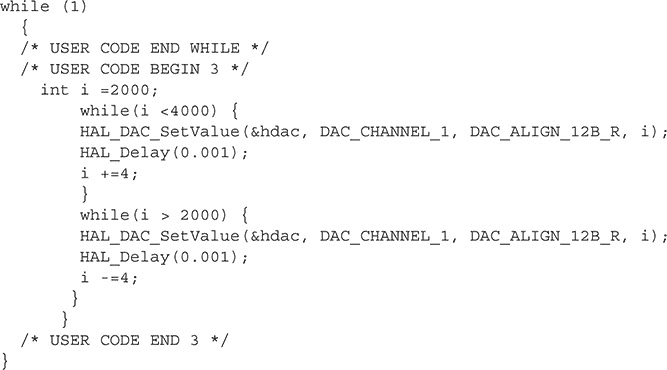 while (1)
{
/* USER CODE END WHILE */
/* USER CODE BEGIN 3 */
int i =2000;
while(i <4000) {
HAL_DAC_SetValue(&hdac, DAC_CHANNEL_1, DAC_ALIGN_12B_R, i);
HAL_Delay(0.001);
i +=4;
}
while(i > 2000) {
HAL_DAC_SetValue(&hdac, DAC_CHANNEL_1, DAC_ALIGN_12B_R, i);
HAL_Delay(0.001);
i -=4;
}
}
/* USER CODE END 3 */
}